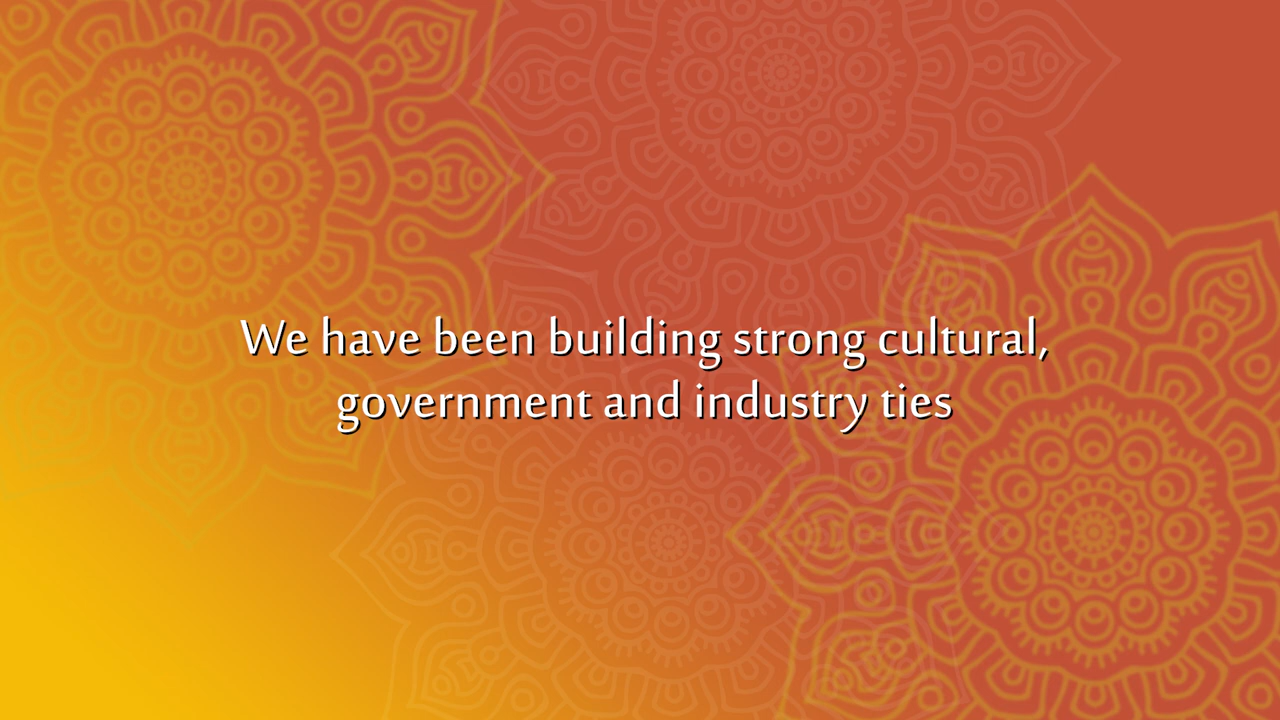 We have been building strong cultural,
government and industry ties